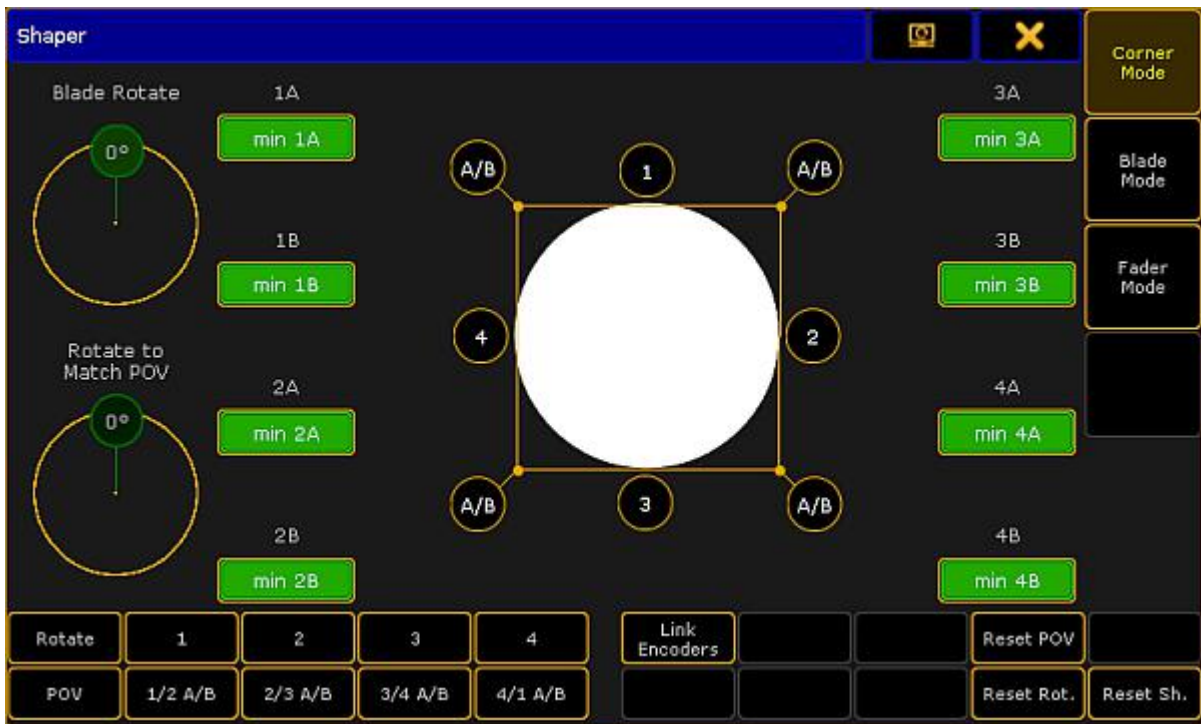 Shaper
Corner
Mode
Blade Rotate
1A
3A
0°
min 1A
min 3A
A/B
1
A/B
Blade
Mode
1B
3B
min 1B
min 3B
Fader
Mode
4
2
Rotate to
Match POV
2A
4A
0°
min 2A
min 4A
A/B
3
A/B
2B
4B
min 2B
min 4B
Rotate
1
2
3
4
Link
Encoders
Reset POV
POV
1/2 A/B
2/3 A/B
3/4 A/B
4/1 A/B
Reset Rot.
Reset Sh.